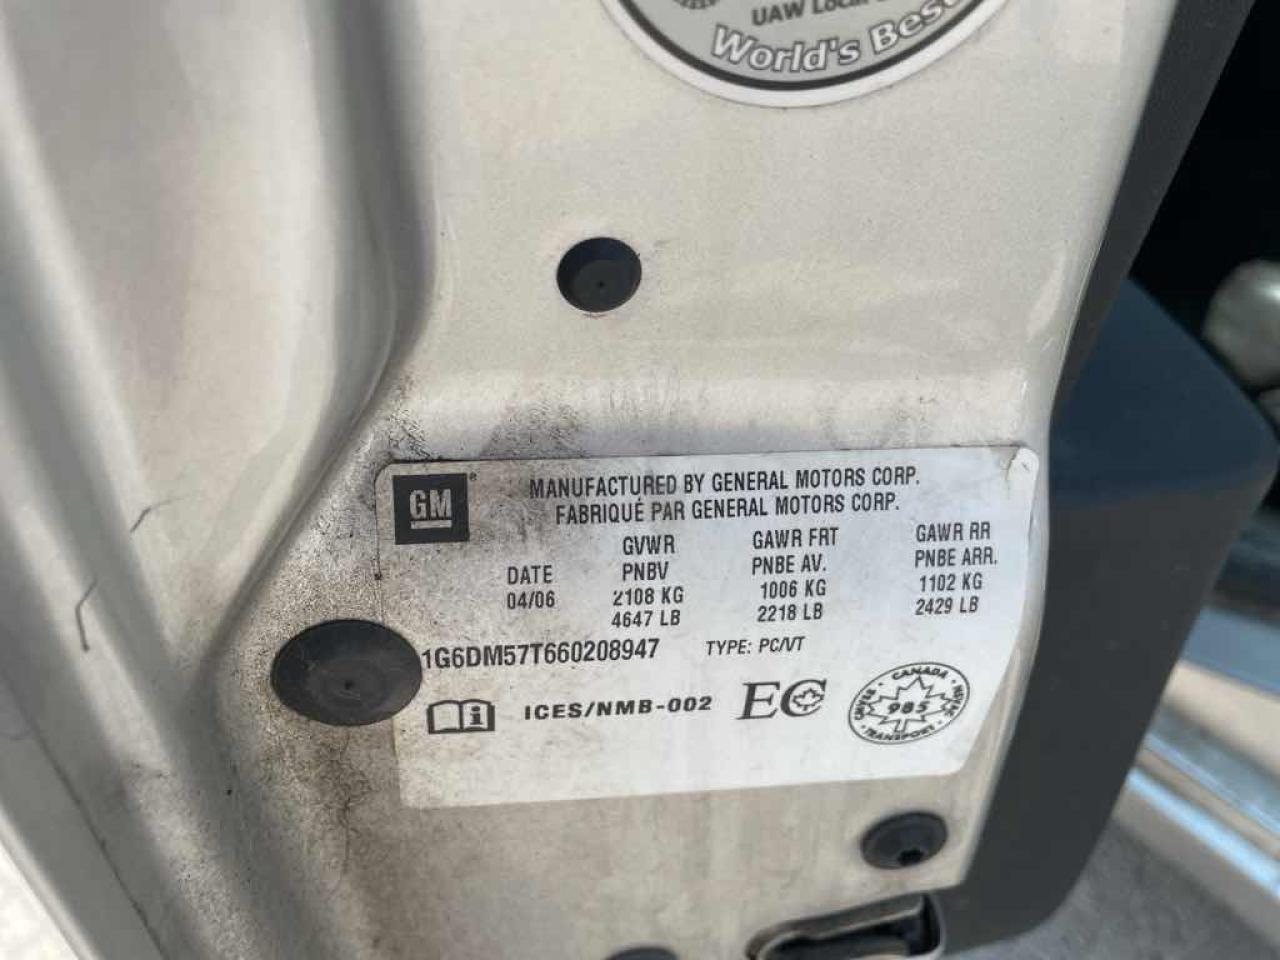 UAW Local
World's Best
GM
MANUFACTURED BY GENERAL MOTORS CORP.
FABRIQUÉ PAR GENERAL MOTORS CORP.
GVWR GAWR FRT GAWR RR
DATE PNBV PNBE AV. PNBE ARR.
04/06 2108 KG 1006 KG 1102 KG
4647 LB 2218 LB 2429 LB
1G6DM57T660208947 TYPE: PC/VT
i ICES/NMB-002 EC
CANADA
985
TRANSPORT